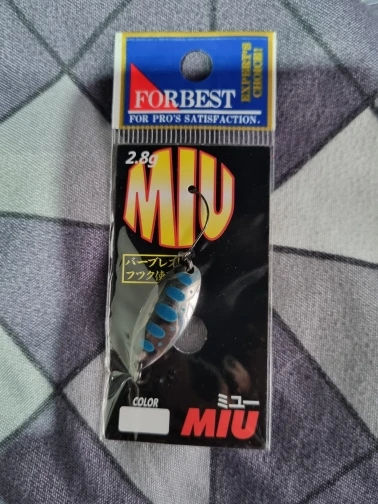 FORBEST
EXPERT'S
CHOICE!
FOR PRO'S SATISFACTION.
2.8g
MIU
バーブレス
フック使
COLOR
ミュー
MIU